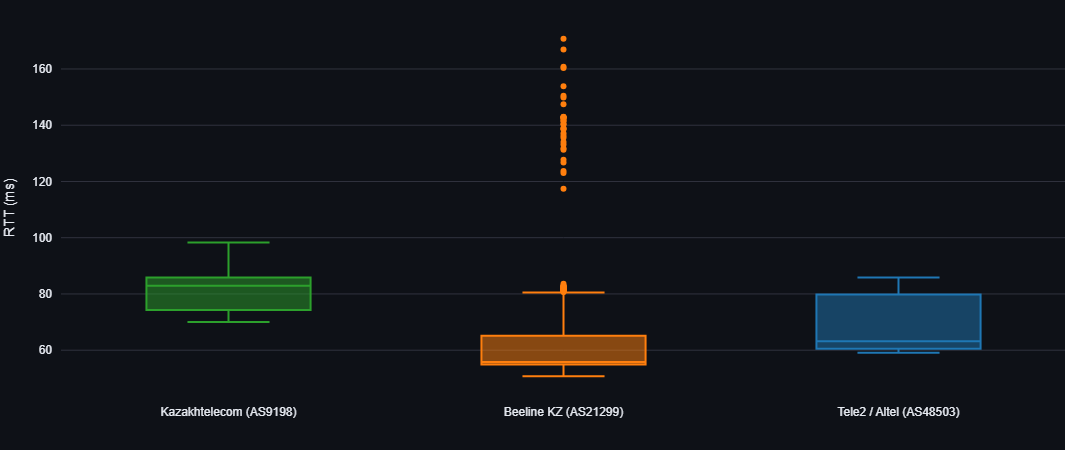 160
140
120
100
80
60
RTT (ms)
Kazakhtelecom (AS9198)
Beeline KZ (AS21299)
Tele2 / Altel (AS48503)